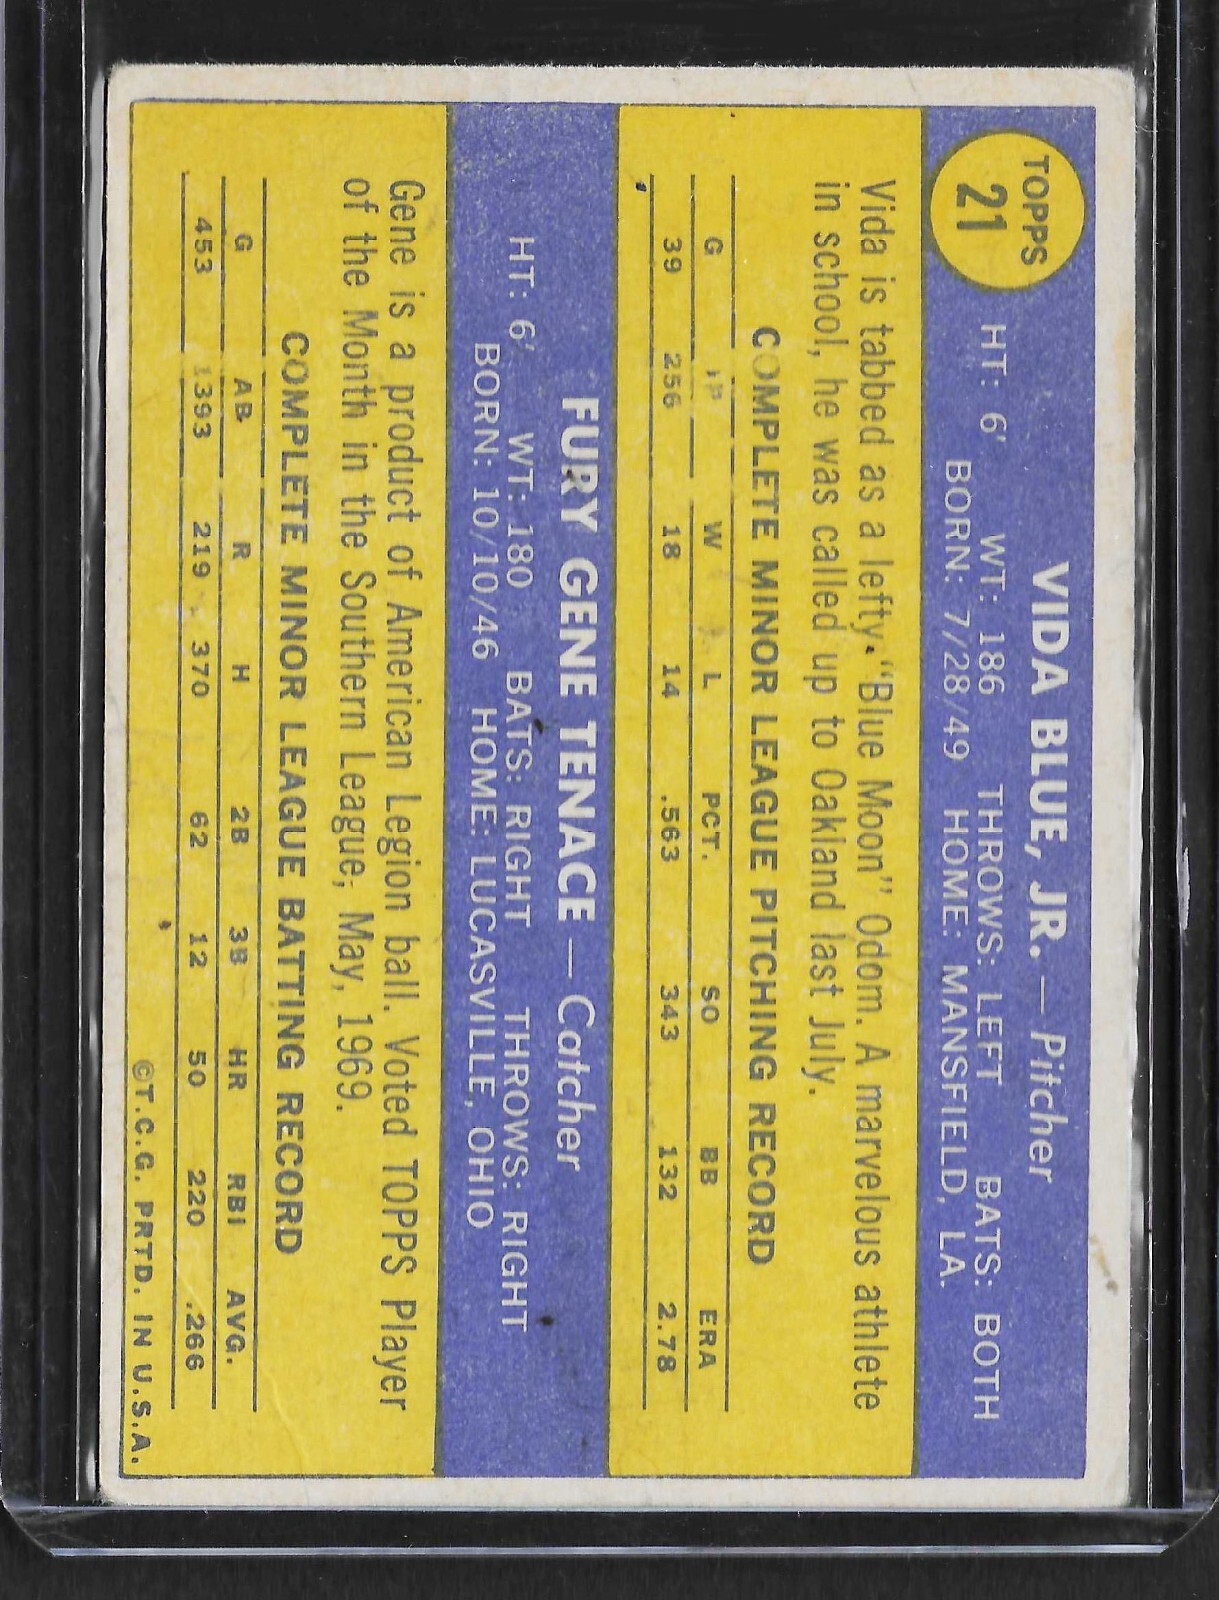 TOPPS
21
VIDA BLUE, JR. — Pitcher
HT: 6' WT: 186 THROWS: LEFT BATS: BOTH
BORN: 7/28/49 HOME: MANSFIELD, LA.
Vida is tabbed as a lefty "Blue Moon" Odom. A marvelous athlete
in school, he was called up to Oakland last July.
COMPLETE MINOR LEAGUE PITCHING RECORD
G IP W L PCT. SO BB ERA
39 256 18 14 .563 343 132 2.78
FURY GENE TENACE — Catcher
HT: 6' WT: 180 BATS: RIGHT THROWS: RIGHT
BORN: 10/10/46 HOME: LUCASVILLE, OHIO
Gene is a product of American Legion ball. Voted TOPPS Player
of the Month in the Southern League, May, 1969.
COMPLETE MINOR LEAGUE BATTING RECORD
G AB R H 2B 3B HR RBI AVG.
453 1393 219 370 62 12 50 220 .266
©T.C.G. PRTD. IN U.S.A.